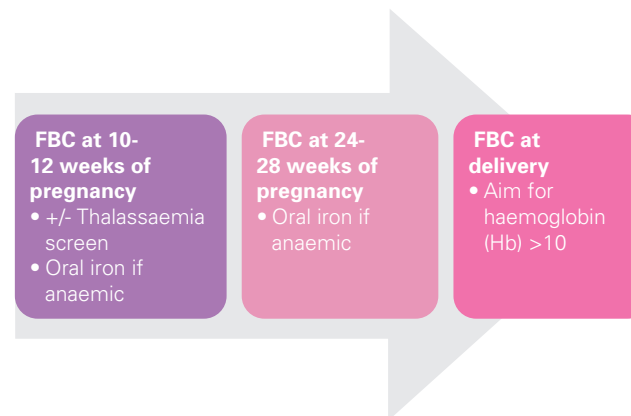 FBC at 10-
12 weeks of
pregnancy
• +/- Thalassaemia
screen
• Oral iron if
anaemic
FBC at 24-
28 weeks of
pregnancy
• Oral iron if
anaemic
FBC at
delivery
• Aim for
haemoglobin
(Hb) >10